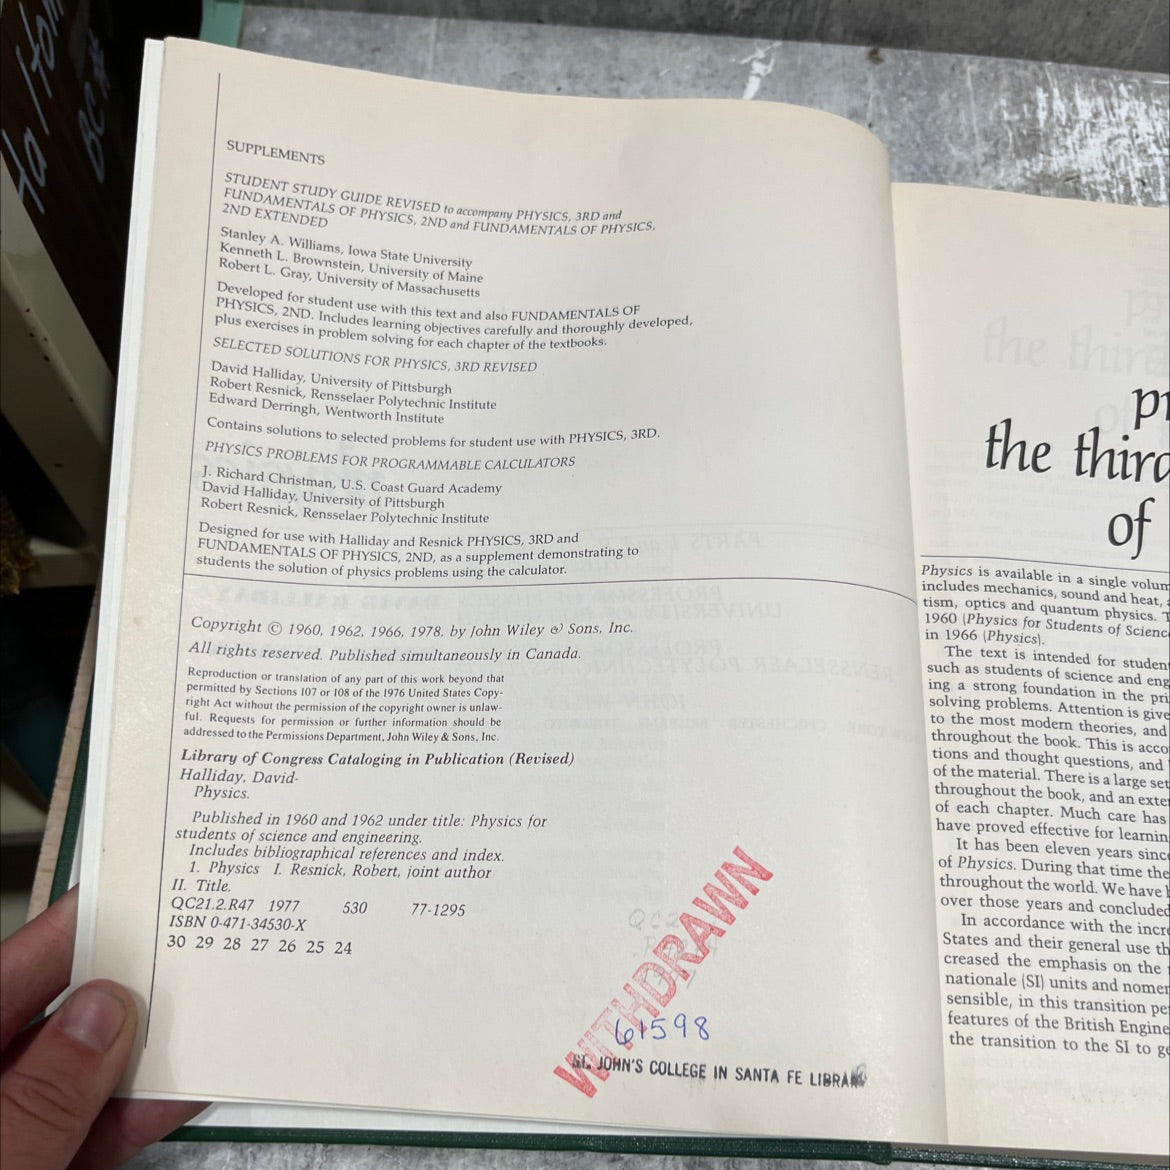 SUPPLEMENTS
STUDENT STUDY GUIDE REVISED to accompany PHYSICS, 3RD and
FUNDAMENTALS OF PHYSICS, 2ND and FUNDAMENTALS OF PHYSICS,
2ND EXTENDED
Stanley A. Williams, Iowa State University
Kenneth L. Brownstein, University of Maine
Robert L. Gray, University of Massachusetts
Developed for student use with this text and also FUNDAMENTALS OF
PHYSICS, 2ND. Includes learning objectives carefully and thoroughly developed,
plus exercises in problem solving for each chapter of the textbooks.
SELECTED SOLUTIONS FOR PHYSICS, 3RD REVISED
David Halliday, University of Pittsburgh
Robert Resnick, Rensselaer Polytechnic Institute
Edward Derringh, Wentworth Institute
Contains solutions to selected problems for student use with PHYSICS, 3RD.
PHYSICS PROBLEMS FOR PROGRAMMABLE CALCULATORS
J. Richard Christman, U.S. Coast Guard Academy
David Halliday, University of Pittsburgh
Robert Resnick, Rensselaer Polytechnic Institute
Designed for use with Halliday and Resnick PHYSICS, 3RD and
FUNDAMENTALS OF PHYSICS, 2ND, as a supplement demonstrating to
students the solution of physics problems using the calculator.
Copyright © 1960, 1962, 1966, 1978, by John Wiley & Sons, Inc.
All rights reserved. Published simultaneously in Canada.
Reproduction or translation of any part of this work beyond that
permitted by Sections 107 or 108 of the 1976 United States Copy-
right Act without the permission of the copyright owner is unlaw-
ful. Requests for permission or further information should be
addressed to the Permissions Department, John Wiley & Sons, Inc.
Library of Congress Cataloging in Publication (Revised)
Halliday, David-
Physics.
Published in 1960 and 1962 under title: Physics for
students of science and engineering.
Includes bibliographical references and index.
1. Physics I. Resnick, Robert, joint author
II. Title.
QC21.2.R47 1977 530 77-1295
ISBN 0-471-34530-X
30 29 28 27 26 25 24
WITHDRAWN
61598
ST. JOHN'S COLLEGE IN SANTA FE LIBRARY
the third
of
Physics is available in a single volum
includes mechanics, sound and heat,
tism, optics and quantum physics. T
1960 (Physics for Students of Scienc
in 1966 (Physics).
The text is intended for student
such as students of science and eng
ing a strong foundation in the pri
solving problems. Attention is give
to the most modern theories, and
throughout the book. This is acco
tions and thought questions, and
of the material. There is a large set
throughout the book, and an exte
of each chapter. Much care has
have proved effective for learnin
It has been eleven years since
of Physics. During that time the
throughout the world. We have
over those years and concluded
In accordance with the incre
States and their general use th
creased the emphasis on the
nationale (SI) units and nomen
sensible, in this transition pe
features of the British Engine
the transition to the SI to ge